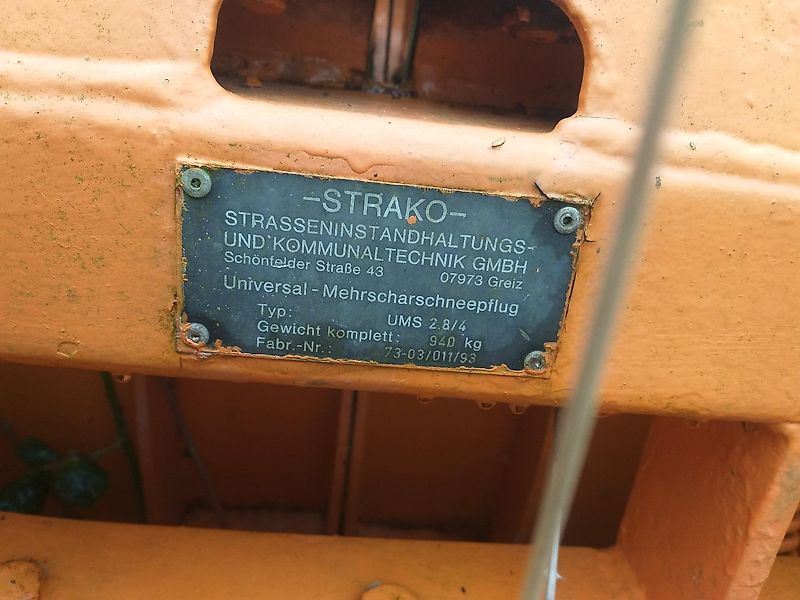 -STRAKO-
STRASSENINSTANDHALTUNGS-
UND KOMMUNALTECHNIK GMBH
Schönfelder Straße 43 07973 Greiz
Universal - Mehrscharschneepflug
Typ: UMS 2.8/4
Gewicht komplett: 940 kg
Fabr.-Nr.: 73-03/011/93